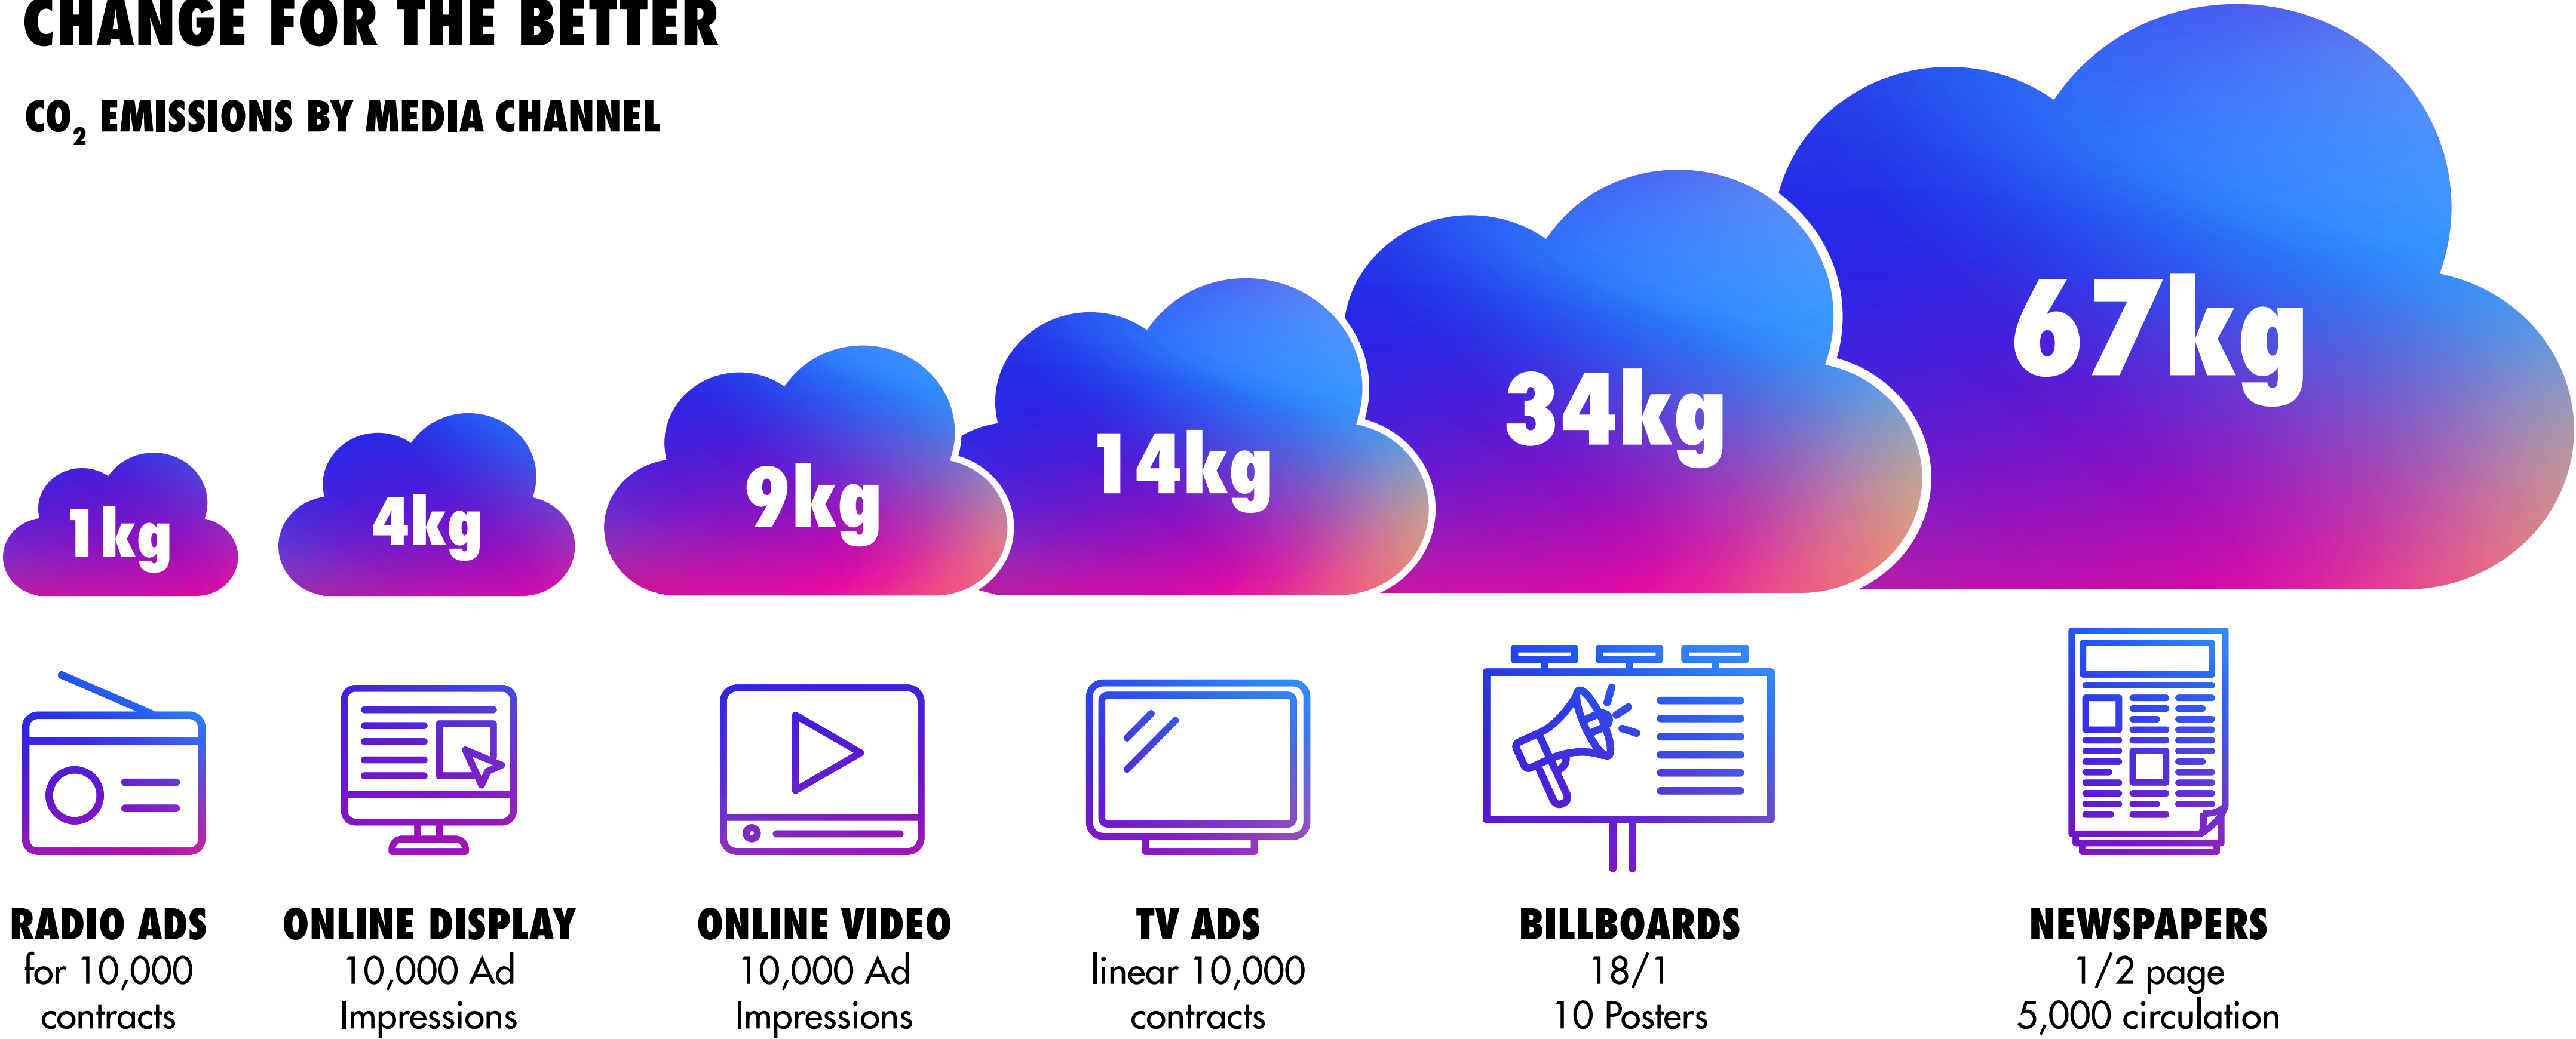 CHANGE FOR THE BETTER
CO₂ EMISSIONS BY MEDIA CHANNEL
1kg
4kg
9kg
14kg
34kg
67kg
RADIO ADS
for 10,000
contracts
ONLINE DISPLAY
10,000 Ad
Impressions
ONLINE VIDEO
10,000 Ad
Impressions
TV ADS
linear 10,000
contracts
BILLBOARDS
18/1
10 Posters
NEWSPAPERS
1/2 page
5,000 circulation